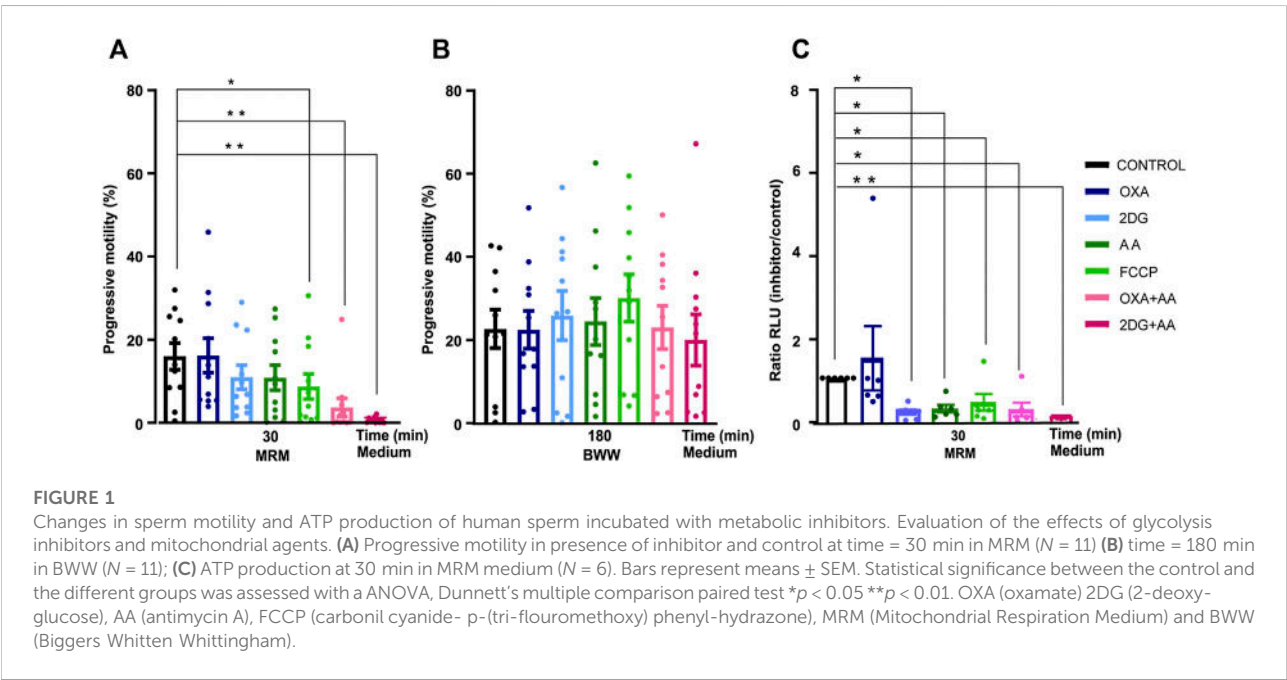 A
B
C
80
60
40
20
0
Progressive motility (%)
*
**
**
30
MRM
Time (min)
Medium
80
60
40
20
0
Progressive motility (%)
180
BWW
Time (min)
Medium
8
6
4
2
0
Ratio RLU (inhbitor/control)
*
*
*
*
**
30
MRM
Time (min)
Medium
CONTROL
OXA
2DG
AA
FCCP
OXA+AA
2DG+AA
FIGURE 1
Changes in sperm motility and ATP production of human sperm incubated with metabolic inhibitors. Evaluation of the effects of glycolysis
inhibitors and mitochondrial agents. (A) Progressive motility in presence of inhibitor and control at time = 30 min in MRM (N = 11) (B) time = 180 min
in BWW (N = 11); (C) ATP production at 30 min in MRM medium (N = 6). Bars represent means ± SEM. Statistical significance between the control and
the different groups was assessed with a ANOVA, Dunnett's multiple comparison paired test *p < 0.05 **p < 0.01. OXA (oxamate) 2DG (2-deoxy-
glucose), AA (antimycin A), FCCP (carbonil cyanide- p-(tri-flouromethoxy) phenyl-hydrazone), MRM (Mitochondrial Respiration Medium) and BWW
(Biggers Whitten Whittingham).